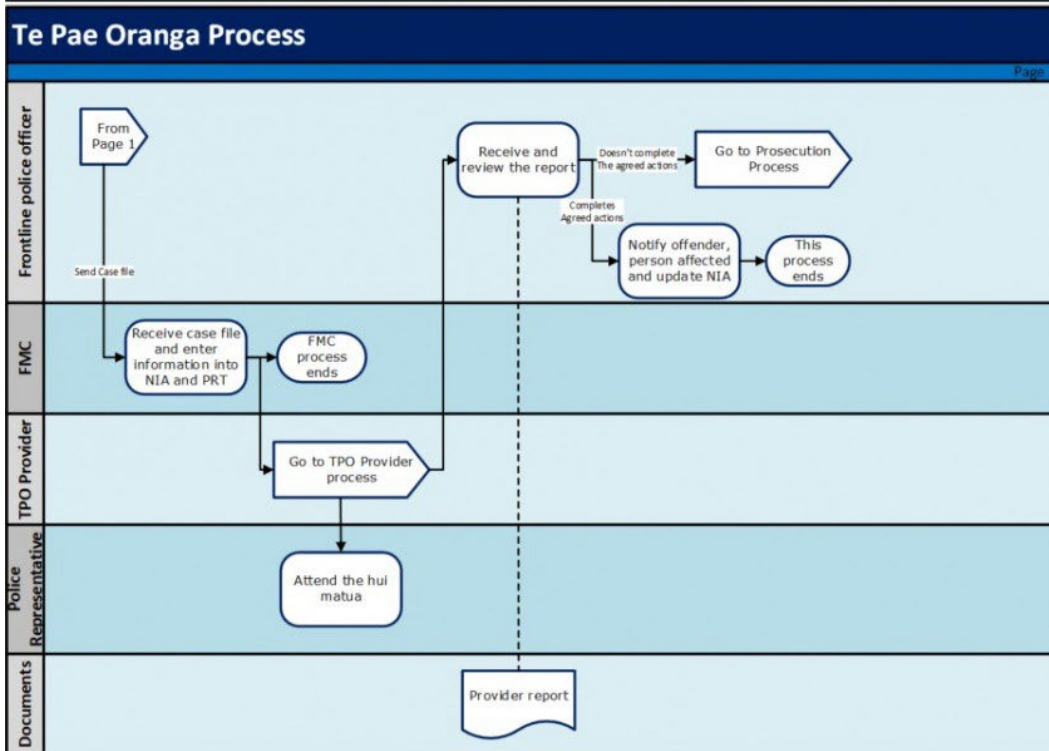 Te Pae Oranga Process
Page
Frontline police officer
From
Page 1
Receive and
review the report
Doesn't complete
The agreed actions
Go to Prosecution
Process
Completes
Agreed actions
Notify offender,
person affected
and update NIA
This
process
ends
Send Case file
FMC
Receive case file
and enter
information into
NIA and PRT
FMC
process
ends
TPO Provider
Go to TPO Provider
process
Police
Representative
Attend the hui
matua
Documents
Provider report